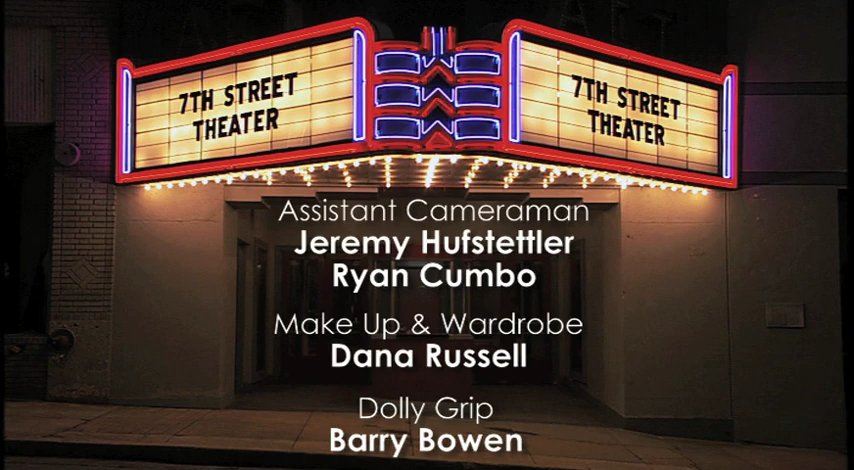 7TH STREET
THEATER
7TH STREET
THEATER
Assistant Cameraman
Jeremy Hufstettler
Ryan Cumbo
Make Up & Wardrobe
Dana Russell
Dolly Grip
Barry Bowen